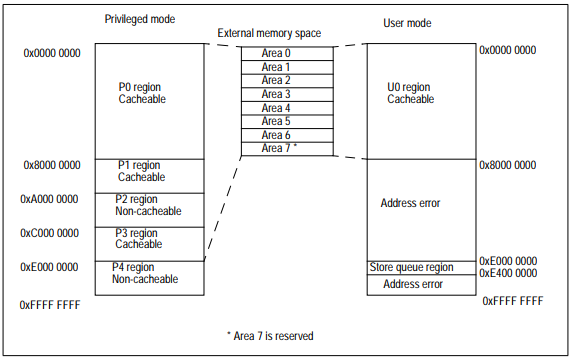 Privileged mode
External memory space
User mode
0x0000 0000
P0 region
Cacheable
0x8000 0000
P1 region
Cacheable
0xA000 0000
P2 region
Non-cacheable
0xC000 0000
P3 region
Cacheable
0xE000 0000
P4 region
Non-cacheable
0xFFFF FFFF
Area 0
Area 1
Area 2
Area 3
Area 4
Area 5
Area 6
Area 7 *
0x0000 0000
U0 region
Cacheable
0x8000 0000
Address error
0xE000 0000
Store queue region
0xE400 0000
Address error
0xFFFF FFFF
* Area 7 is reserved